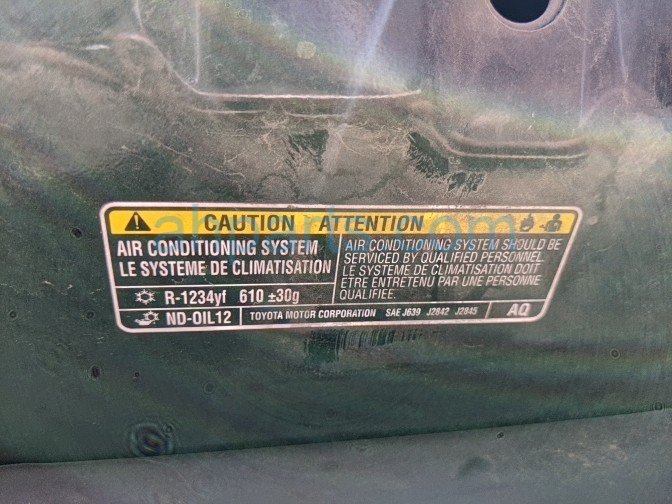 CAUTION ATTENTION
AIR CONDITIONING SYSTEM
LE SYSTEME DE CLIMATISATION
AIR CONDITIONING SYSTEM SHOULD BE
SERVICED BY QUALIFIED PERSONNEL.
LE SYSTEME DE CLIMATISATION DOIT
ETRE ENTRETENU PAR UNE PERSONNE
QUALIFIEE.
R-1234yf 610 ±30g
ND-OIL12
TOYOTA MOTOR CORPORATION SAE J639 J2842 J2845 AQ